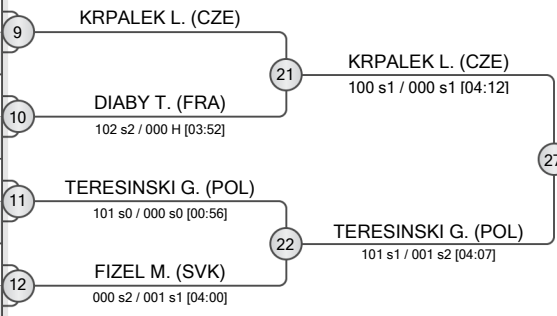 9
KRPALEK L. (CZE)
21
KRPALEK L. (CZE)
100 s1 / 000 s1 [04:12]
10
DIABY T. (FRA)
102 s2 / 000 H [03:52]
27
11
TERESINSKI G. (POL)
101 s0 / 000 s0 [00:56]
22
TERESINSKI G. (POL)
101 s1 / 001 s2 [04:07]
12
FIZEL M. (SVK)
000 s2 / 001 s1 [04:00]